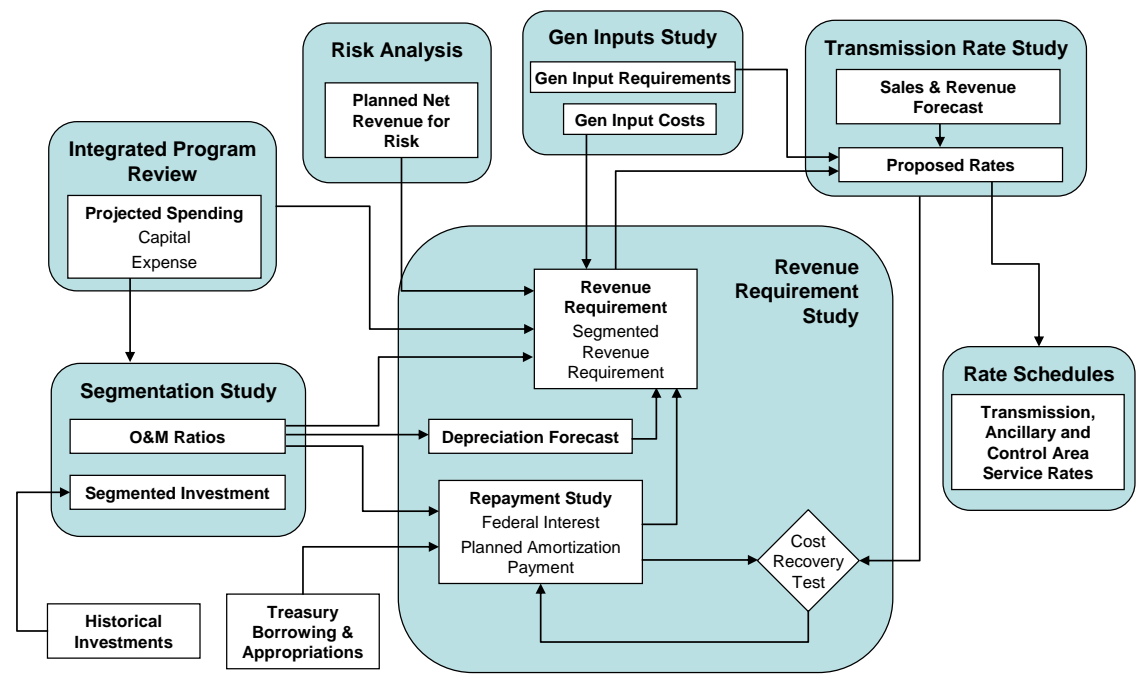 Risk Analysis
Planned Net
Revenue for
Risk
Gen Inputs Study
Gen Input Requirements
Gen Input Costs
Transmission Rate Study
Sales & Revenue
Forecast
Proposed Rates
Integrated Program
Review
Projected Spending
Capital
Expense
Revenue
Requirement
Study
Revenue
Requirement
Segmented
Revenue
Requirement
Segmentation Study
O&M Ratios
Segmented Investment
Depreciation Forecast
Repayment Study
Federal Interest
Planned Amortization
Payment
Cost
Recovery
Test
Rate Schedules
Transmission,
Ancillary and
Control Area
Service Rates
Historical
Investments
Treasury
Borrowing &
Appropriations